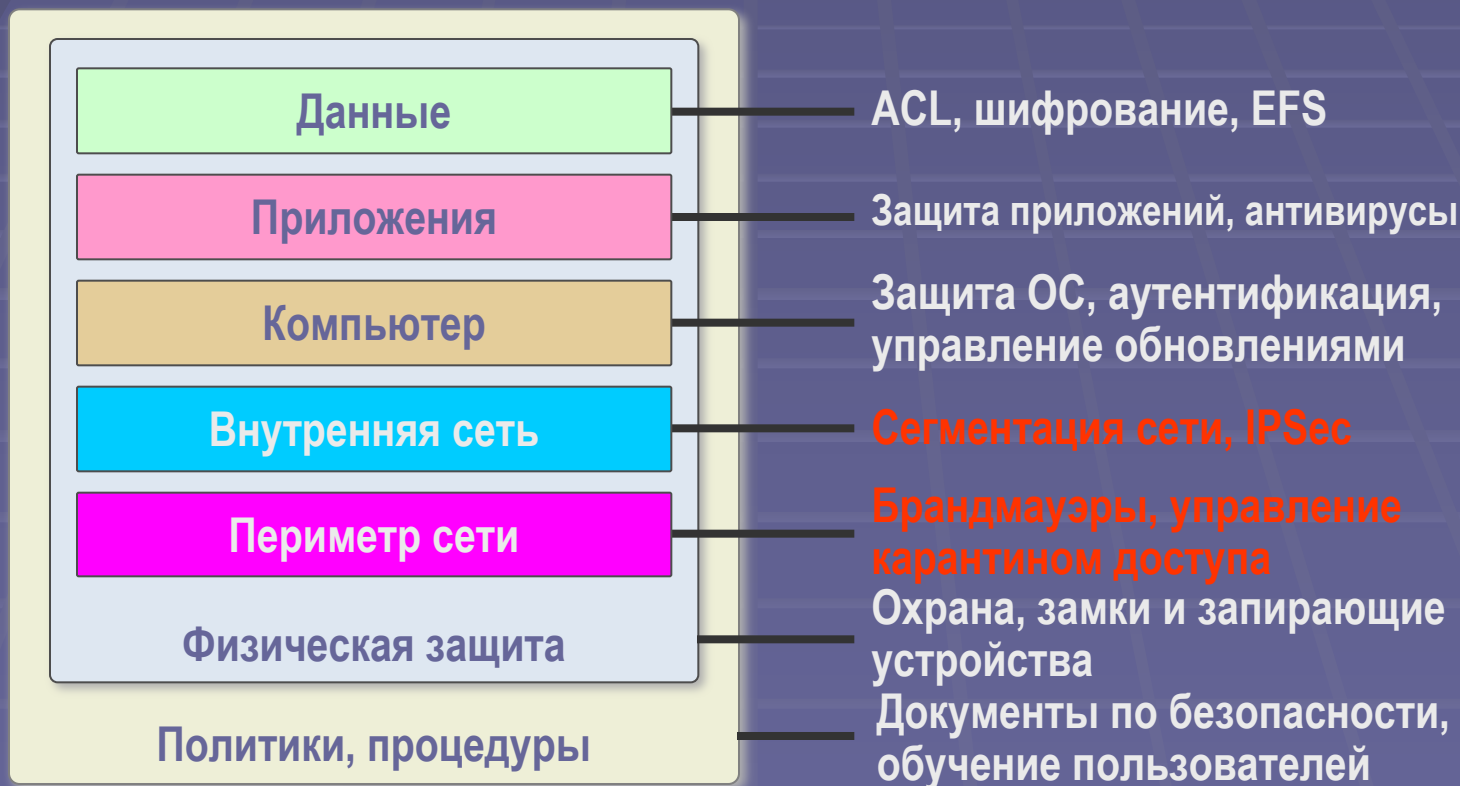 Данные
ACL, шифрование, EFS
Приложения
Защита приложений, антивирусы
Компьютер
Защита ОС, аутентификация,
управление обновлениями
Внутренняя сеть
Сегментация сети, IPSec
Периметр сети
Брандмауэры, управление
карантином доступа
Физическая защита
Охрана, замки и запирающие
устройства
Политики, процедуры
Документы по безопасности,
обучение пользователей